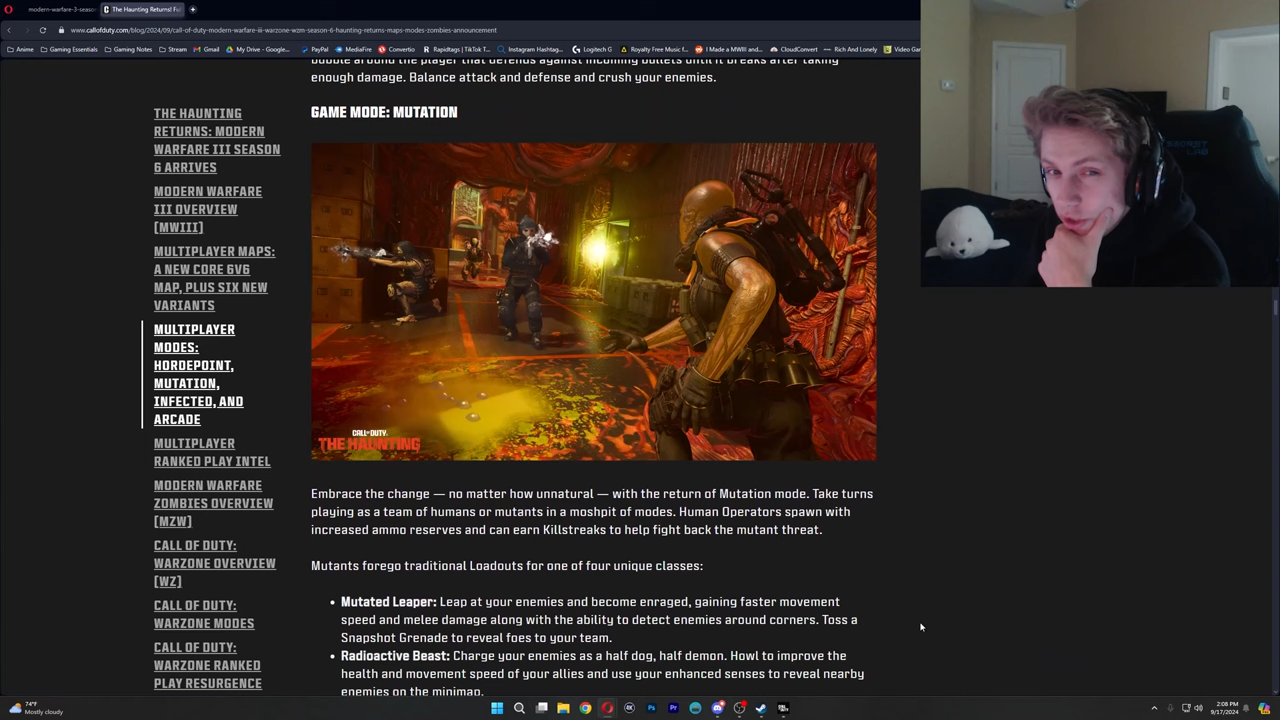 modern-warfare-3-seaso
The Haunting Returns! Fu
www.callofduty.com/blog/2024/09/call-of-duty-modern-warfare-iii-warzone-wzm-season-6-haunting-returns-maps-modes-zombies-announcement
Anime
Gaming Essentials
Gaming Notes
Stream
Gmail
My Drive - Google...
PayPal
MediaFire
Convertio
Rapidtags | TikTok T...
Instagram Hashtag...
Logitech G
Royalty Free Music f...
I Made a MWIII and...
CloudConvert
Rich And Lonely
Video Gam
bubble around the player that defends against incoming bullets until it breaks after taking
enough damage. Balance attack and defense and crush your enemies.
GAME MODE: MUTATION
THE HAUNTING
RETURNS: MODERN
WARFARE III SEASON
6 ARRIVES
MODERN WARFARE
III OVERVIEW
[MWIII]
MULTIPLAYER MAPS:
A NEW CORE 6V6
MAP, PLUS SIX NEW
VARIANTS
MULTIPLAYER
MODES:
HORDEPOINT,
MUTATION,
INFECTED, AND
ARCADE
MULTIPLAYER
RANKED PLAY INTEL
MODERN WARFARE
ZOMBIES OVERVIEW
[MZW]
CALL OF DUTY:
WARZONE OVERVIEW
[WZ]
CALL OF DUTY:
WARZONE MODES
CALL OF DUTY:
WARZONE RANKED
PLAY RESURGENCE
CALL OF DUTY
THE HAUNTING
SECRET
LAB
Embrace the change — no matter how unnatural — with the return of Mutation mode. Take turns
playing as a team of humans or mutants in a moshpit of modes. Human Operators spawn with
increased ammo reserves and can earn Killstreaks to help fight back the mutant threat.
Mutants forego traditional Loadouts for one of four unique classes:
• Mutated Leaper: Leap at your enemies and become enraged, gaining faster movement
speed and melee damage along with the ability to detect enemies around corners. Toss a
Snapshot Grenade to reveal foes to your team.
• Radioactive Beast: Charge your enemies as a half dog, half demon. Howl to improve the
health and movement speed of your allies and use your enhanced senses to reveal nearby
enemies on the minimap.
74°F
Mostly cloudy
2:08 PM
9/17/2024